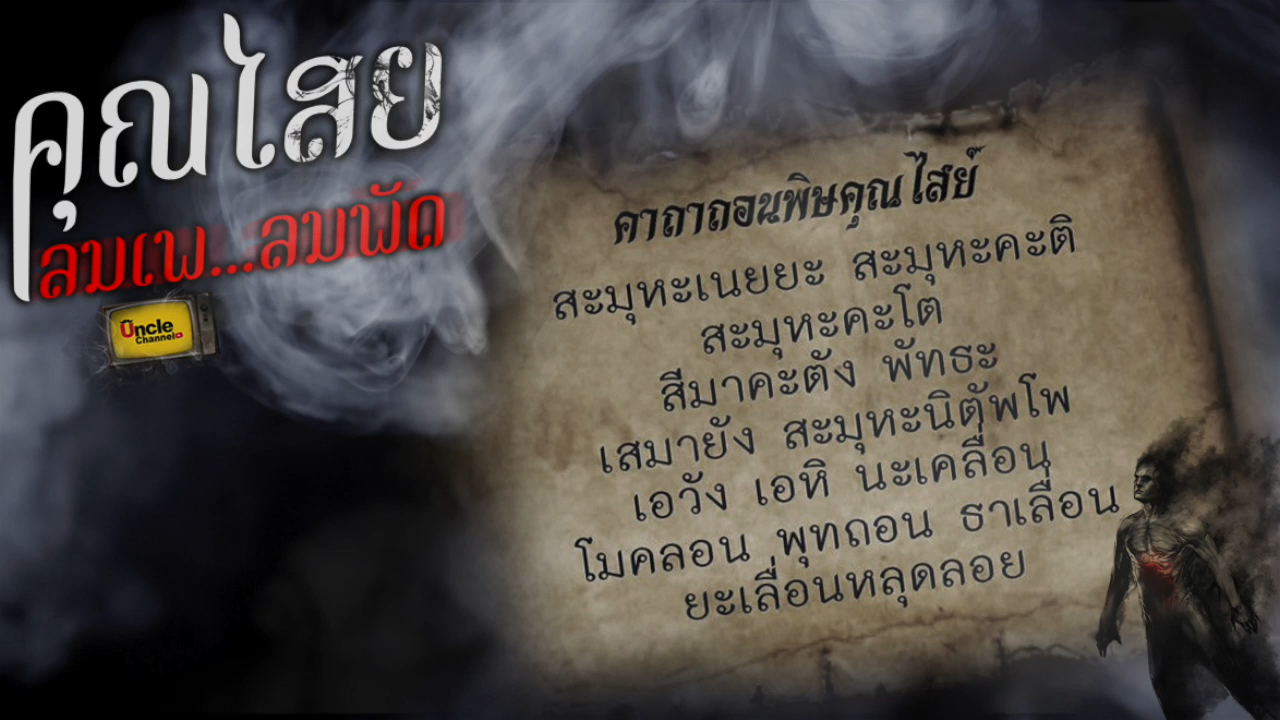 คุณไสย
ลมเพ...ลมพัด
Uncle
Channel
คาถาถอนพิษคุณไสย์
สะมุหะเนยยะ สะมุหะคะติ
สะมุหะคะโต
สีมาคะตัง พัทธะ
เสมายัง สะมุหะนิตัพโพ
เอวัง เอหิ นะเคลื่อน
โมคลอน พุทถอน ธาเลื่อน
ยะเลื่อนหลุดลอย